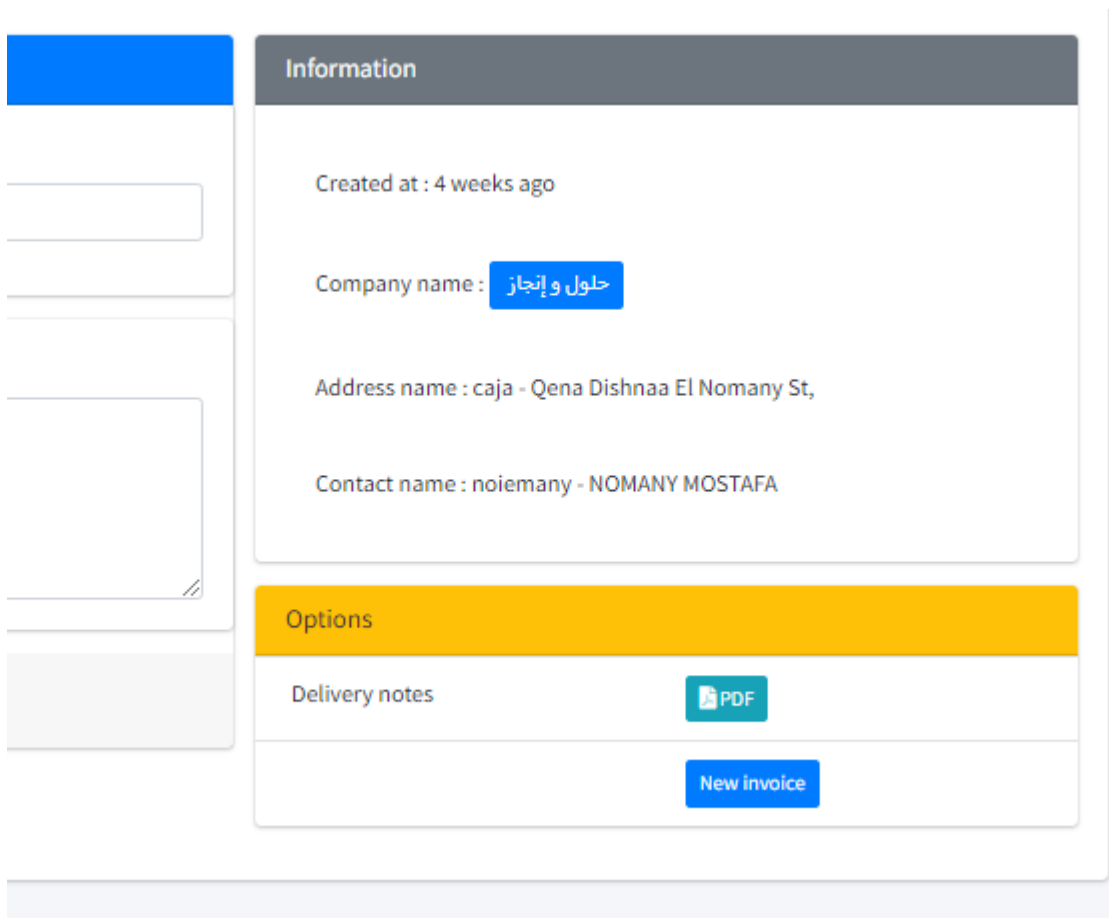 Information
Created at : 4 weeks ago
Company name : حلول و إنجاز
Address name : caja - Qena Dishnaa El Nomany St,
Contact name : noiemany - NOMANY MOSTAFA
Options
Delivery notes PDF
New invoice